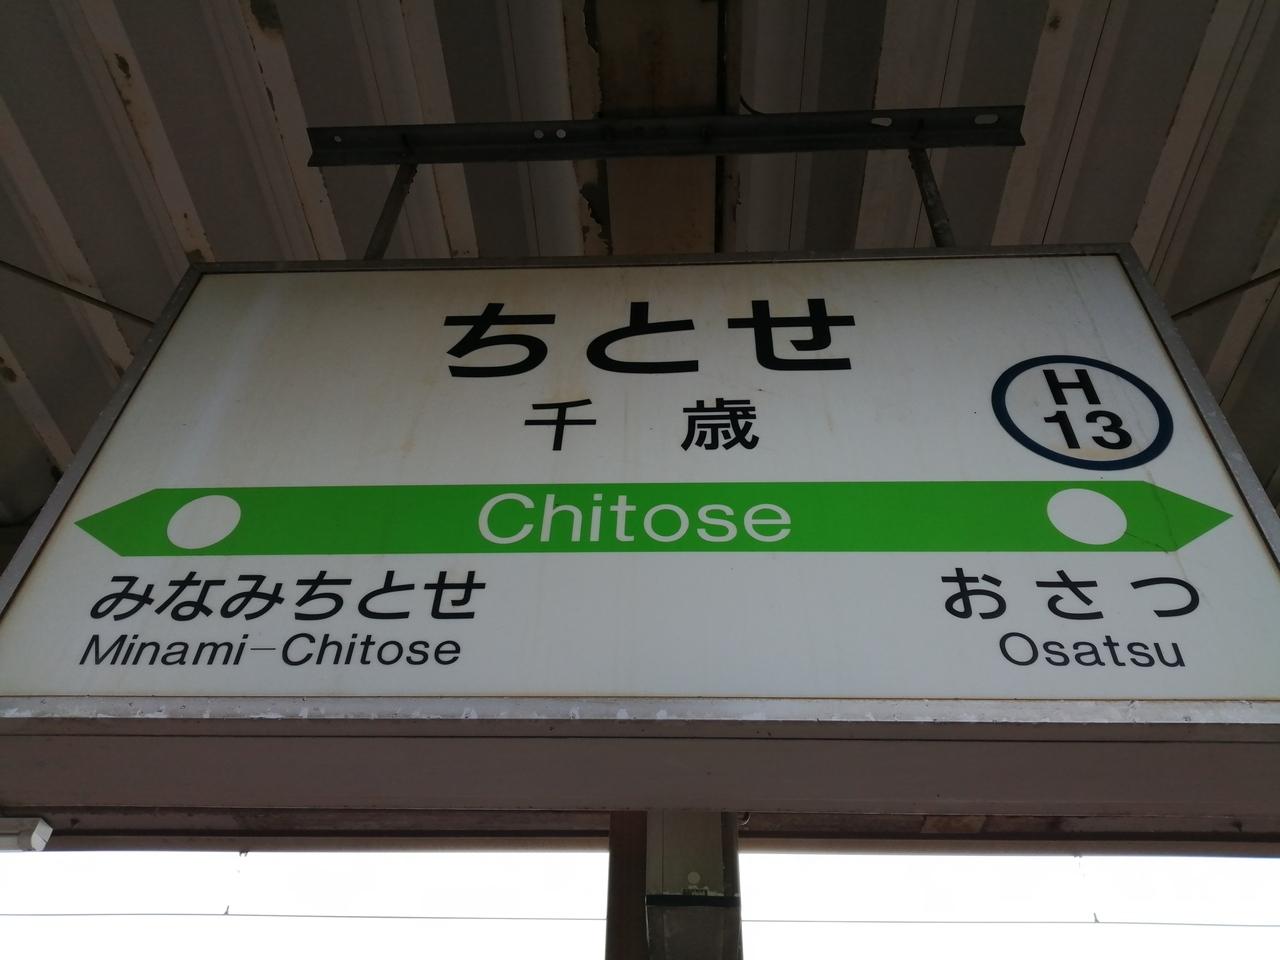 ちとせ
千歳
H
13
Chitose
みなみちとせ
Minami-Chitose
おさつ
Osatsu